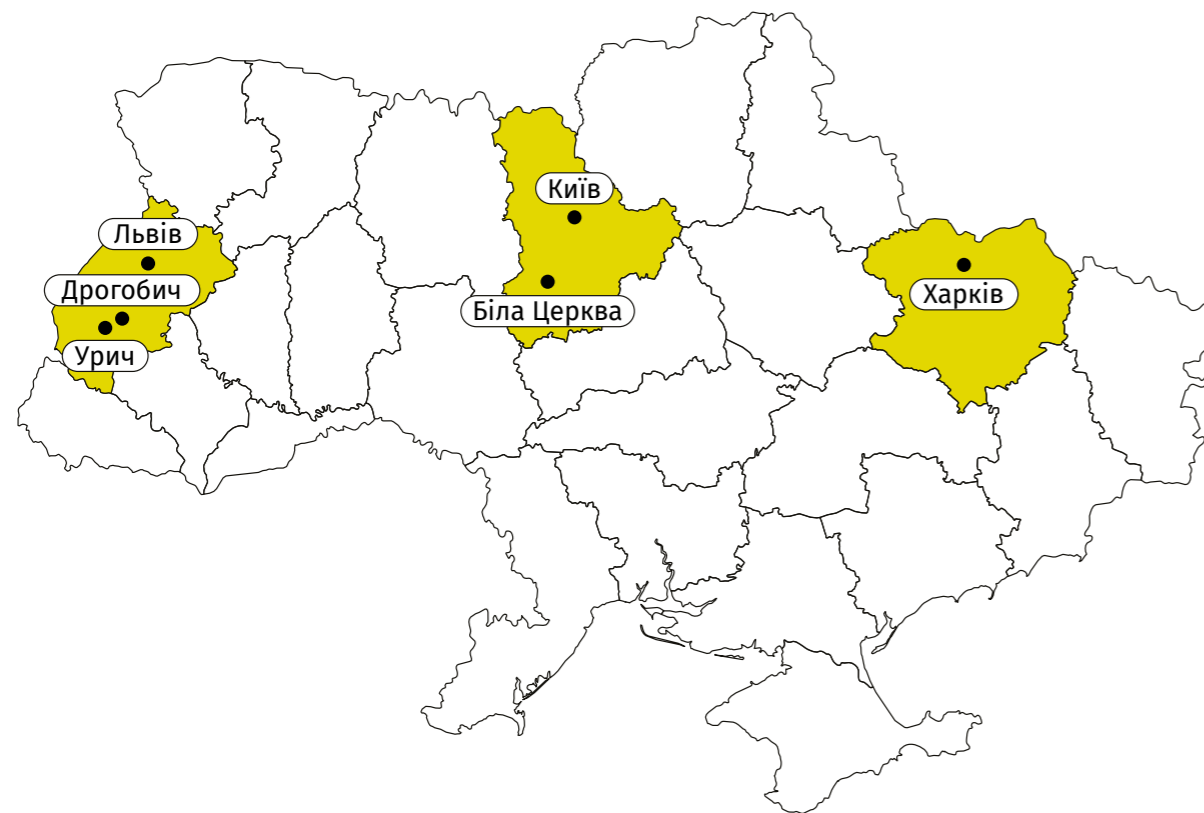 Київ
Львів
Дрогобич
Харків
Біла Церква
Урич